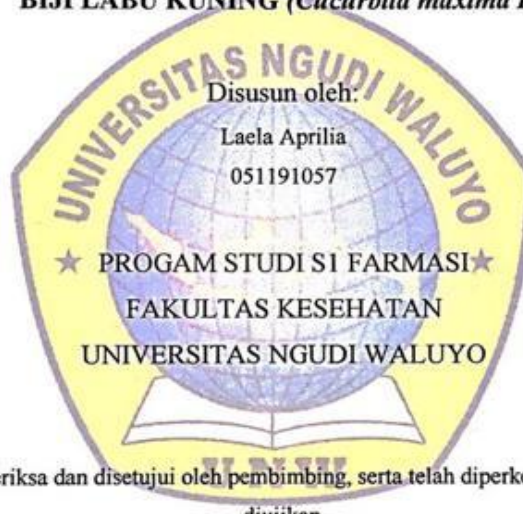 BIJI LABU KUNING (Cucurbita maxima
UNIVERSITAS NGUDI WALUYO
Disusun oleh:
Laela Aprilia
051191057
PROGAM STUDI S1 FARMASI
FAKULTAS KESEHATAN
UNIVERSITAS NGUDI WALUYO
U N W
eriksa dan disetujui oleh pembimbing, serta telah diperke
diujikan